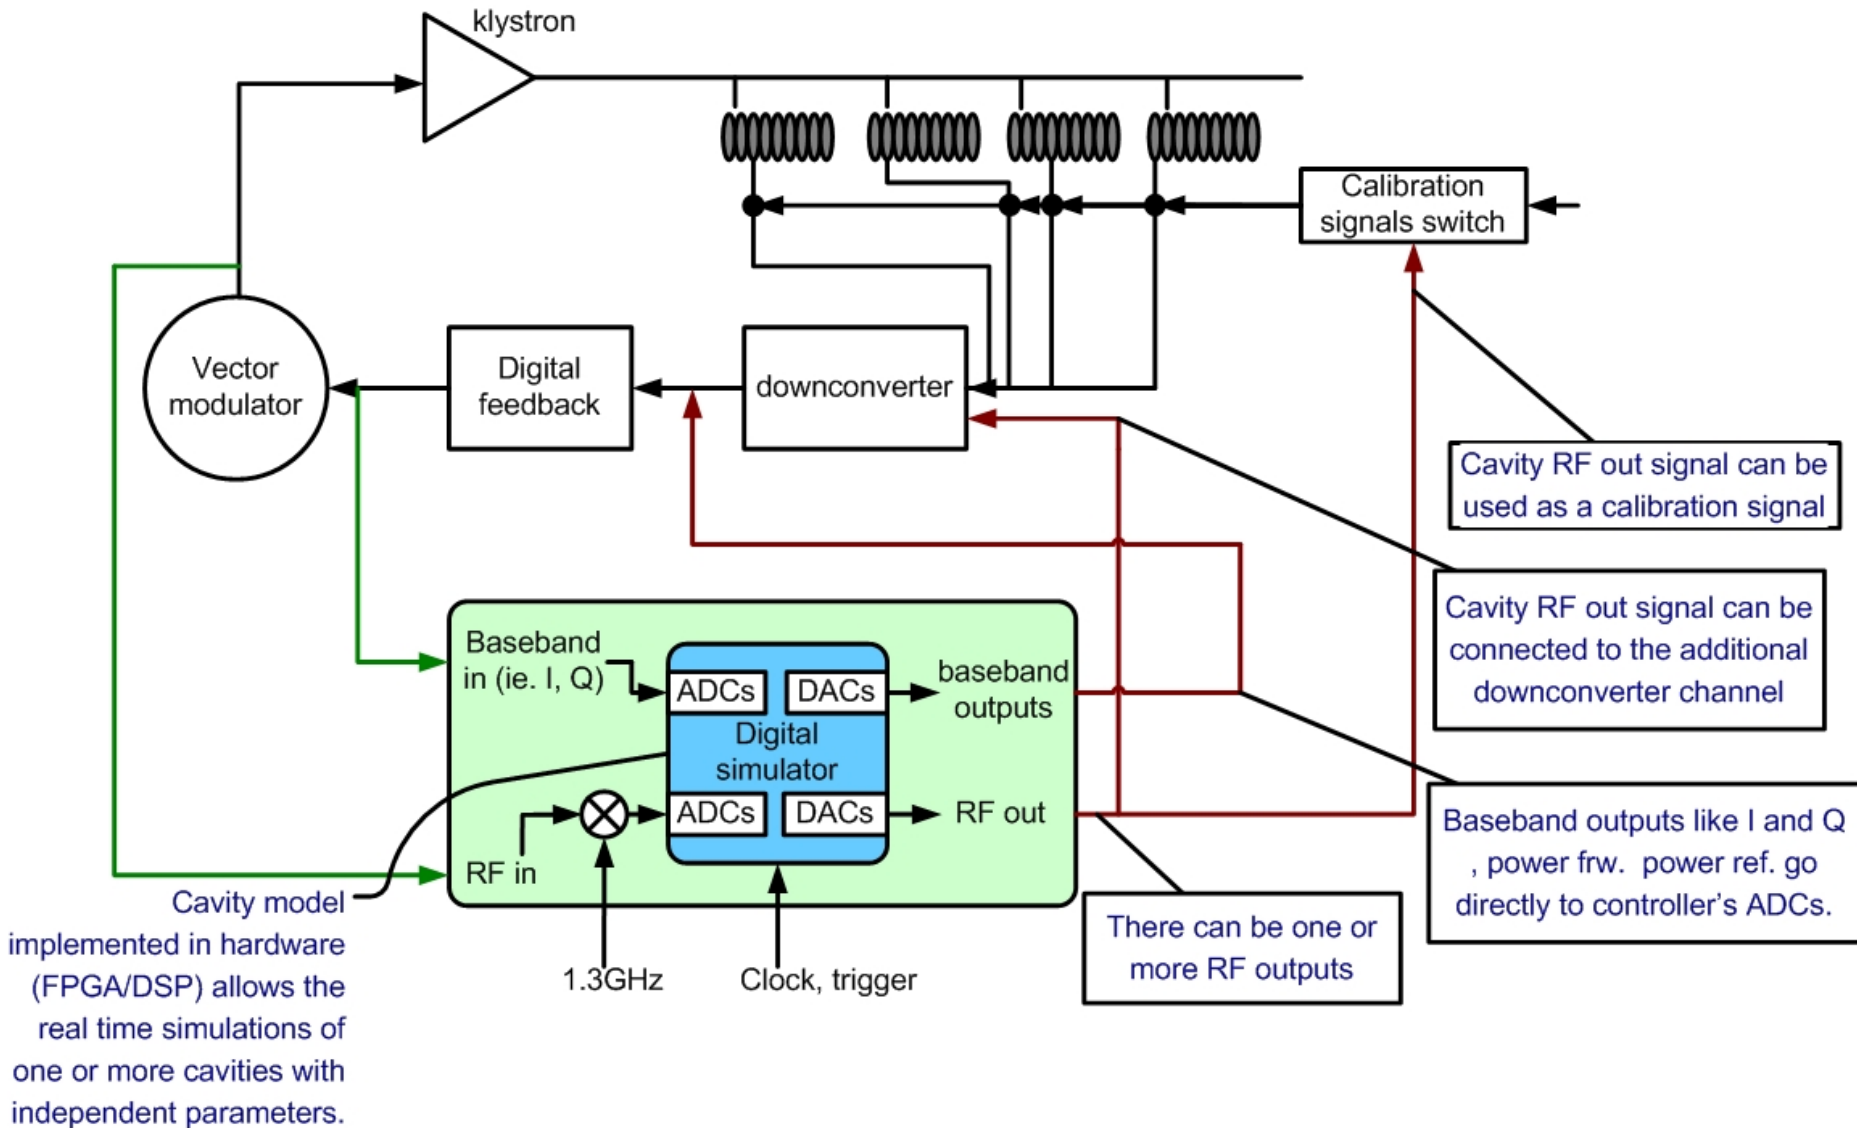 klystron
Calibration
signals switch
Vector
modulator
Digital
feedback
downconverter
Cavity RF out signal can be
used as a calibration signal
Cavity RF out signal can be
connected to the additional
downconverter channel
Baseband
in (ie. I, Q)
ADCs
DACs
baseband
outputs
Digital
simulator
ADCs
DACs
RF out
RF in
Baseband outputs like I and Q
, power frw. power ref. go
directly to controller's ADCs.
There can be one or
more RF outputs
1.3GHz
Clock, trigger
Cavity model
implemented in hardware
(FPGA/DSP) allows the
real time simulations of
one or more cavities with
independent parameters.